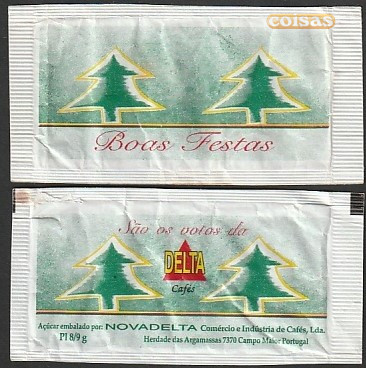 coisas
Boas Festas
São os votos da
DELTA
Cafés
Açúcar embalado por: NOVADELTA Comércio e Indústria de Cafés, Lda.
PI 8/9 g Herdade das Argamassas 7370 Campo Maior Portugal